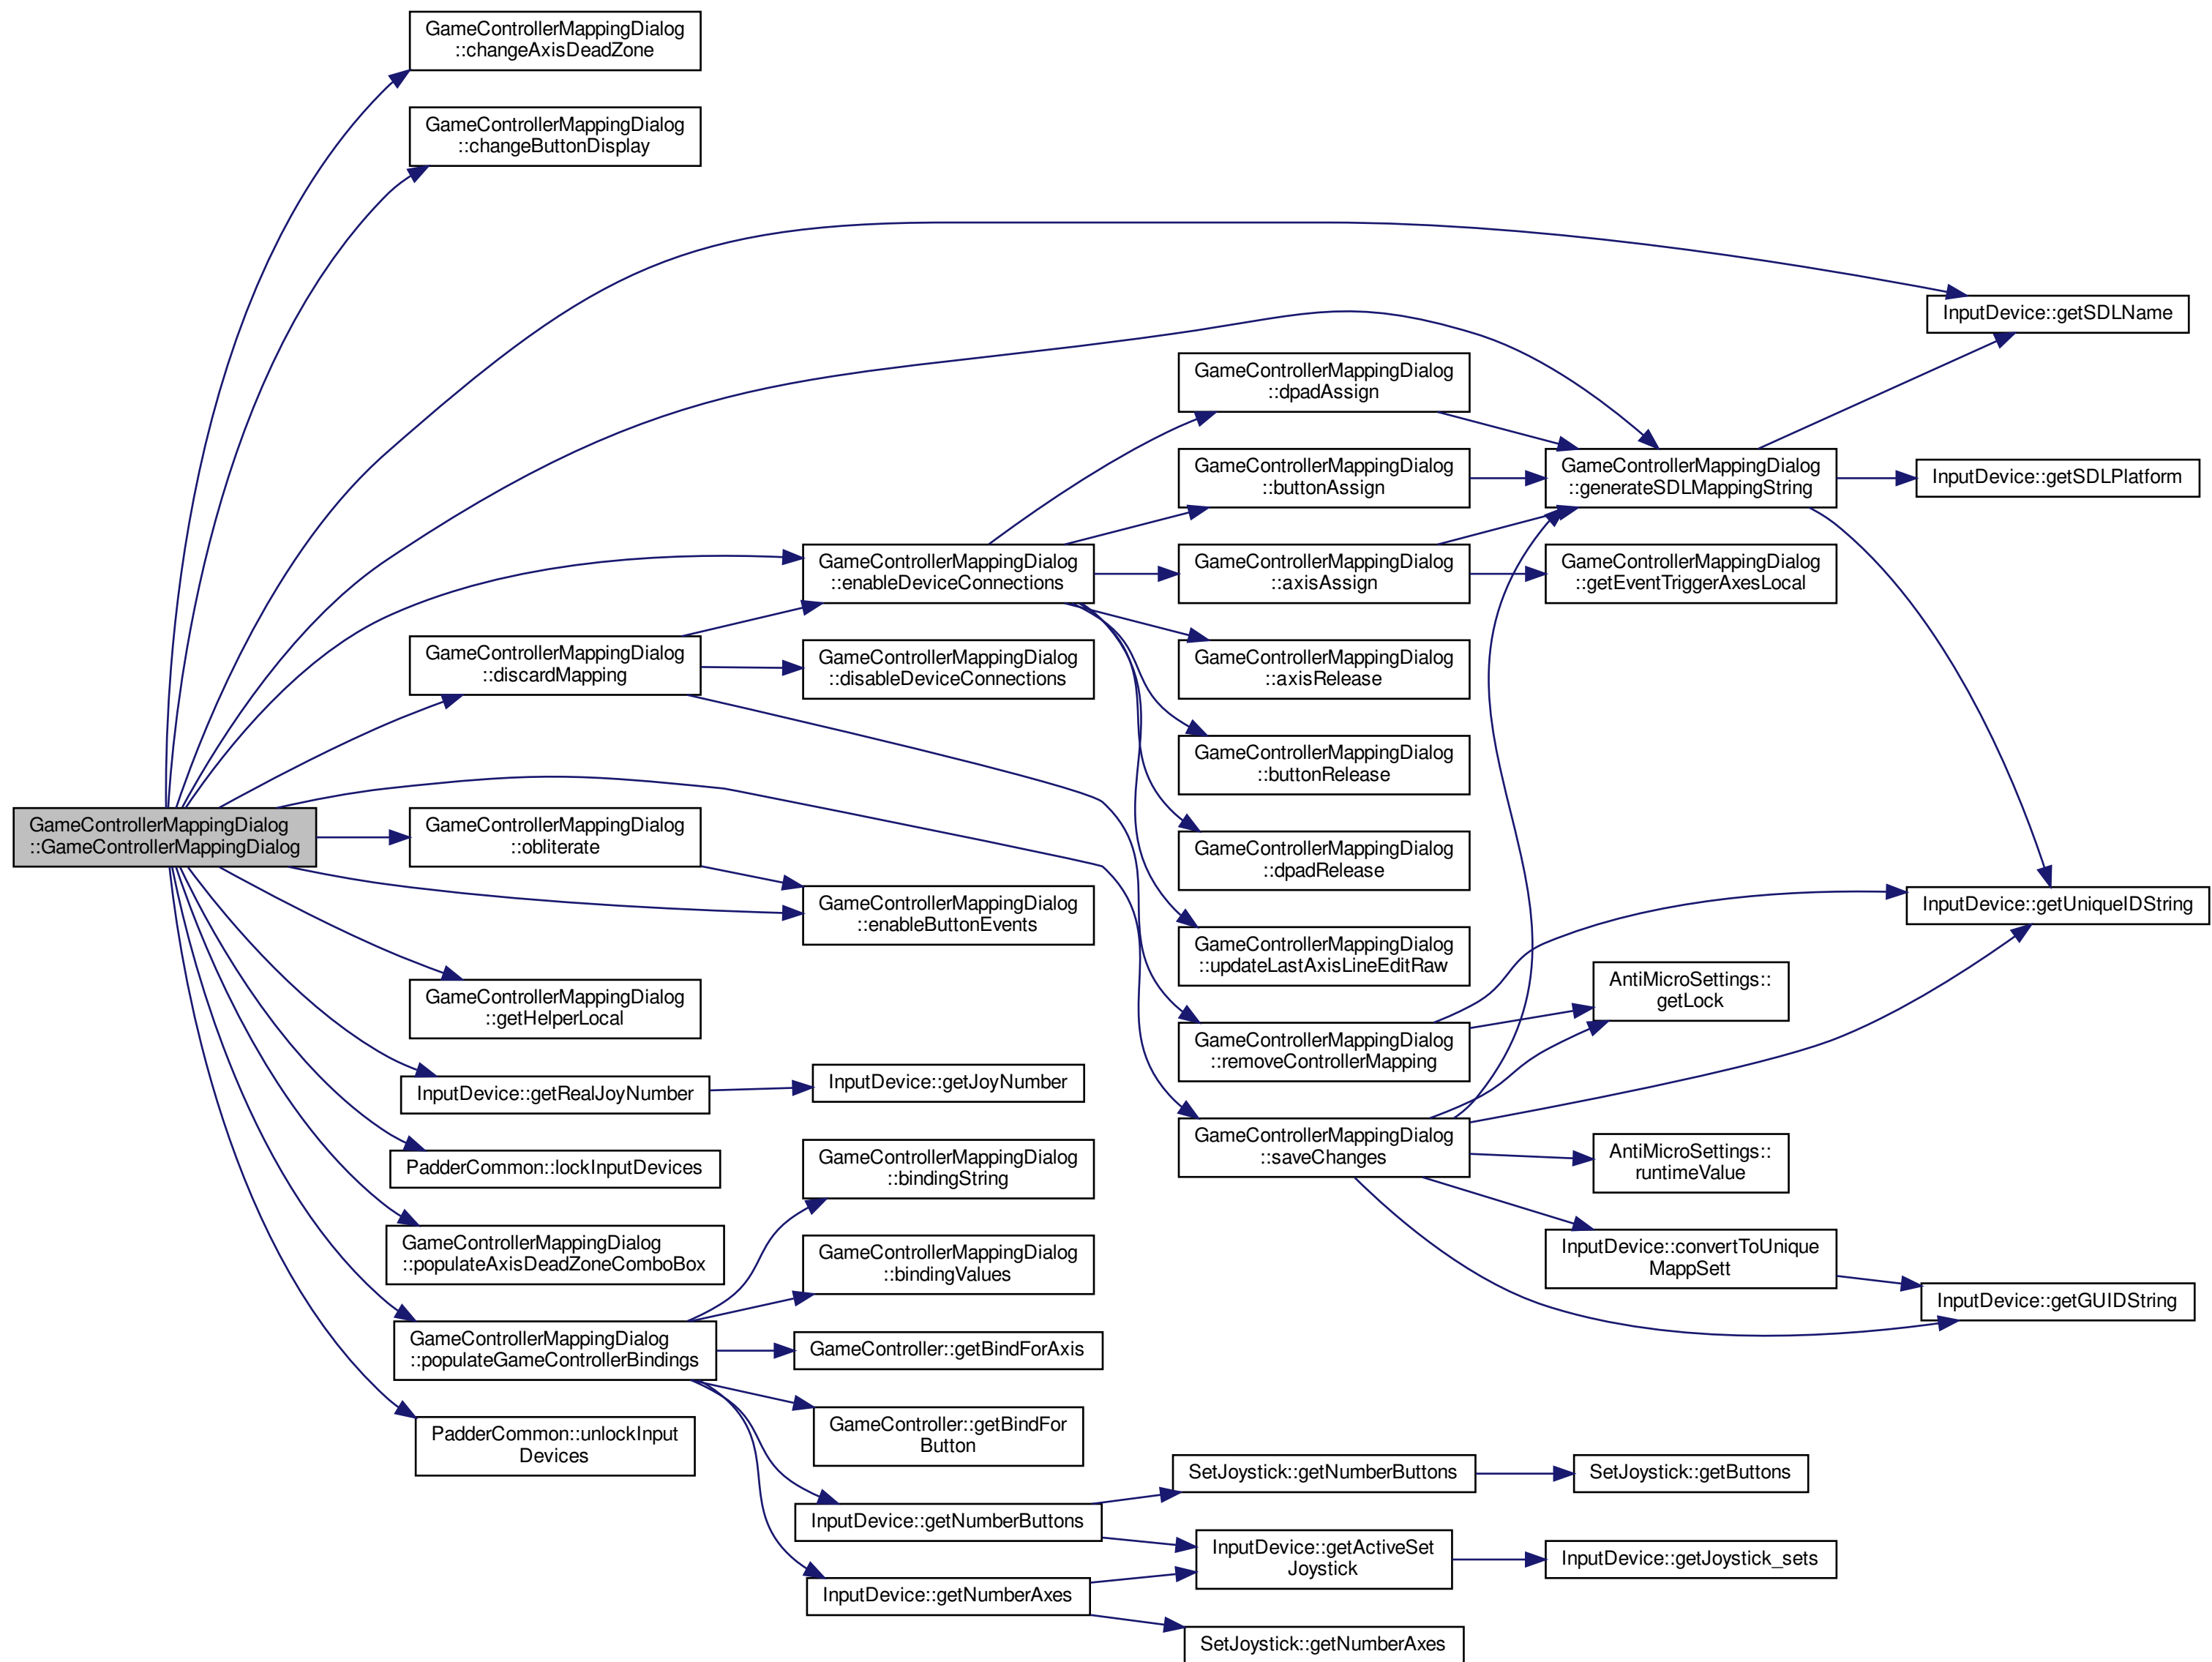 GameControllerMappingDialog
::changeAxisDeadZone
GameControllerMappingDialog
::changeButtonDisplay
InputDevice::getSDLName
GameControllerMappingDialog
::dpadAssign
GameControllerMappingDialog
::buttonAssign
GameControllerMappingDialog
::generateSDLMappingString
InputDevice::getSDLPlatform
GameControllerMappingDialog
::enableDeviceConnections
GameControllerMappingDialog
::axisAssign
GameControllerMappingDialog
::getEventTriggerAxesLocal
GameControllerMappingDialog
::discardMapping
GameControllerMappingDialog
::disableDeviceConnections
GameControllerMappingDialog
::axisRelease
GameControllerMappingDialog
::buttonRelease
GameControllerMappingDialog
::GameControllerMappingDialog
GameControllerMappingDialog
::obliterate
GameControllerMappingDialog
::dpadRelease
GameControllerMappingDialog
::enableButtonEvents
InputDevice::getUniqueIDString
GameControllerMappingDialog
::updateLastAxisLineEditRaw
GameControllerMappingDialog
::getHelperLocal
AntiMicroSettings::
getLock
GameControllerMappingDialog
::removeControllerMapping
InputDevice::getRealJoyNumber
InputDevice::getJoyNumber
GameControllerMappingDialog
::saveChanges
AntiMicroSettings::
runtimeValue
PadderCommon::lockInputDevices
GameControllerMappingDialog
::bindingString
GameControllerMappingDialog
::populateAxisDeadZoneComboBox
GameControllerMappingDialog
::bindingValues
InputDevice::convertToUnique
MappSett
InputDevice::getGUIDString
GameControllerMappingDialog
::populateGameControllerBindings
GameController::getBindForAxis
GameController::getBindFor
Button
PadderCommon::unlockInput
Devices
SetJoystick::getNumberButtons
SetJoystick::getButtons
InputDevice::getNumberButtons
InputDevice::getActiveSet
Joystick
InputDevice::getJoystick_sets
InputDevice::getNumberAxes
SetJoystick::getNumberAxes